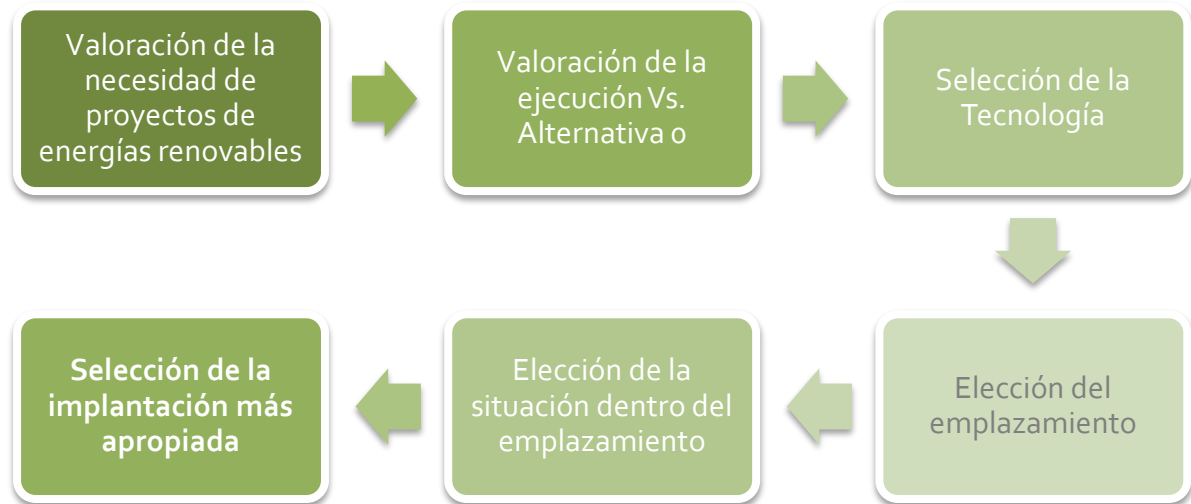 Valoración de la
necesidad de
proyectos de
energías renovables
Valoración de la
ejecución Vs.
Alternativa o
Selección de la
Tecnología
Elección del
emplazamiento
Elección de la
situación dentro del
emplazamiento
Selección de la
implantación más
apropiada